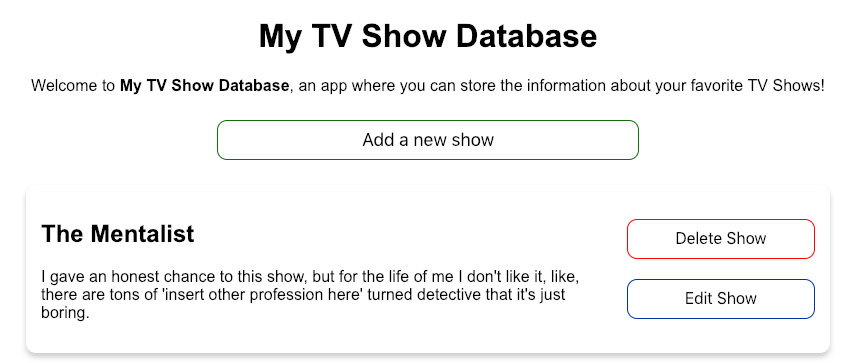 My TV Show Database
Welcome to My TV Show Database, an app where you can store the information about your favorite TV Shows!
Add a new show
The Mentalist
I gave an honest chance to this show, but for the life of me I don't like it, like,
there are tons of 'insert other profession here' turned detective that it's just
boring.
Delete Show
Edit Show